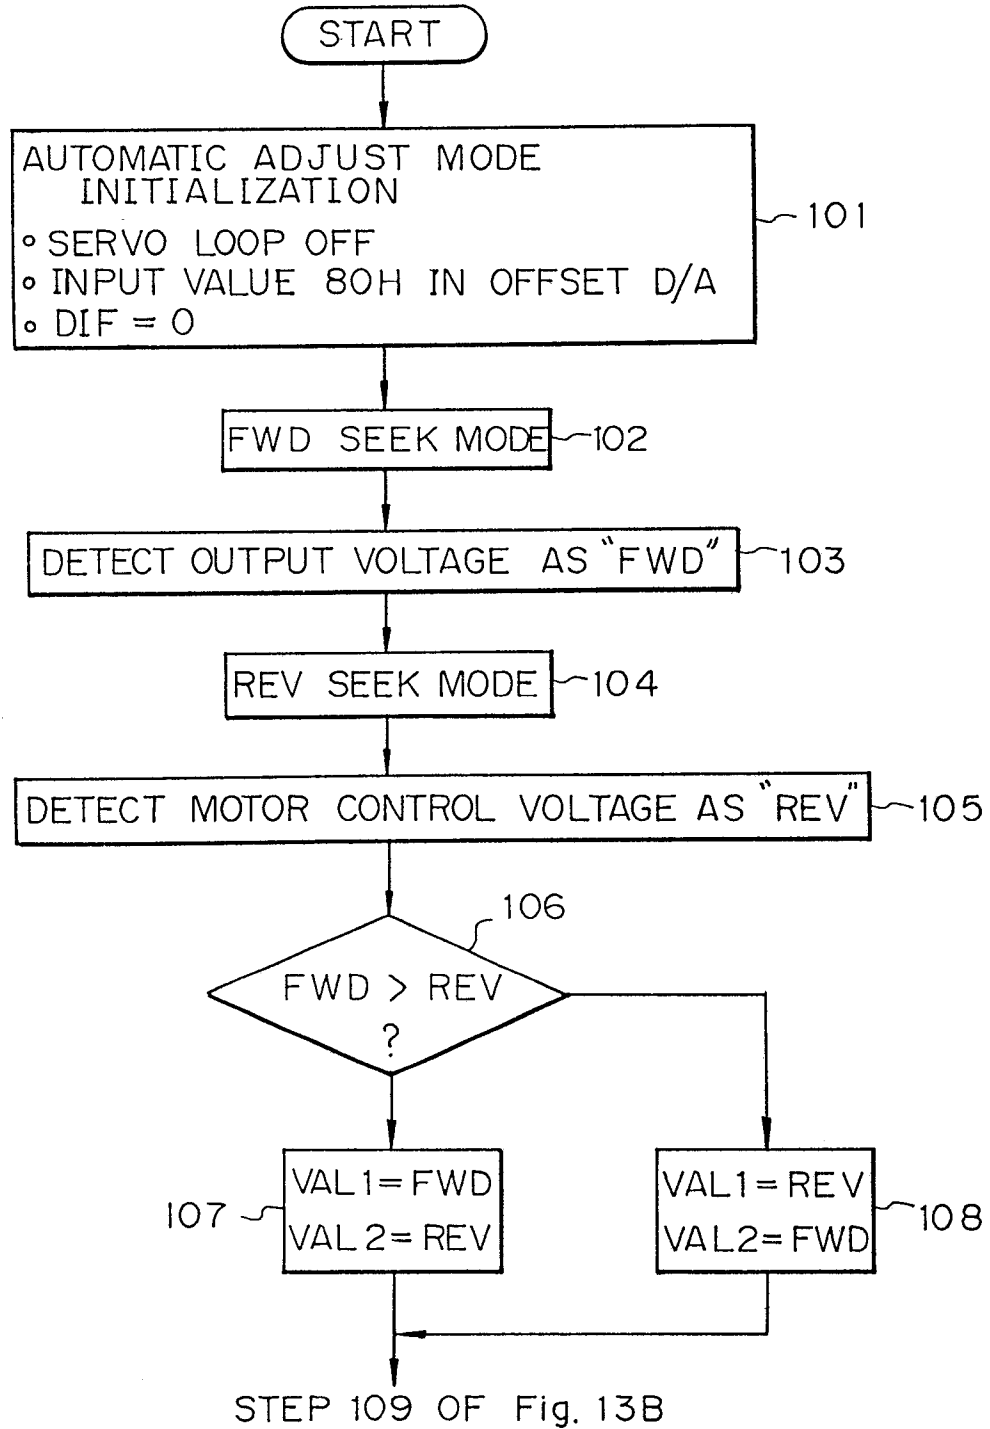 START
AUTOMATIC ADJUST MODE
INITIALIZATION
o SERVO LOOP OFF
o INPUT VALUE 80H IN OFFSET D/A
o DIF = 0
101
FWD SEEK MODE
102
DETECT OUTPUT VOLTAGE AS "FWD"
103
REV SEEK MODE
104
DETECT MOTOR CONTROL VOLTAGE AS "REV"
105
106
FWD > REV
?
VAL1=FWD
VAL2=REV
107
VAL1=REV
VAL2=FWD
108
STEP 109 OF Fig. 13B